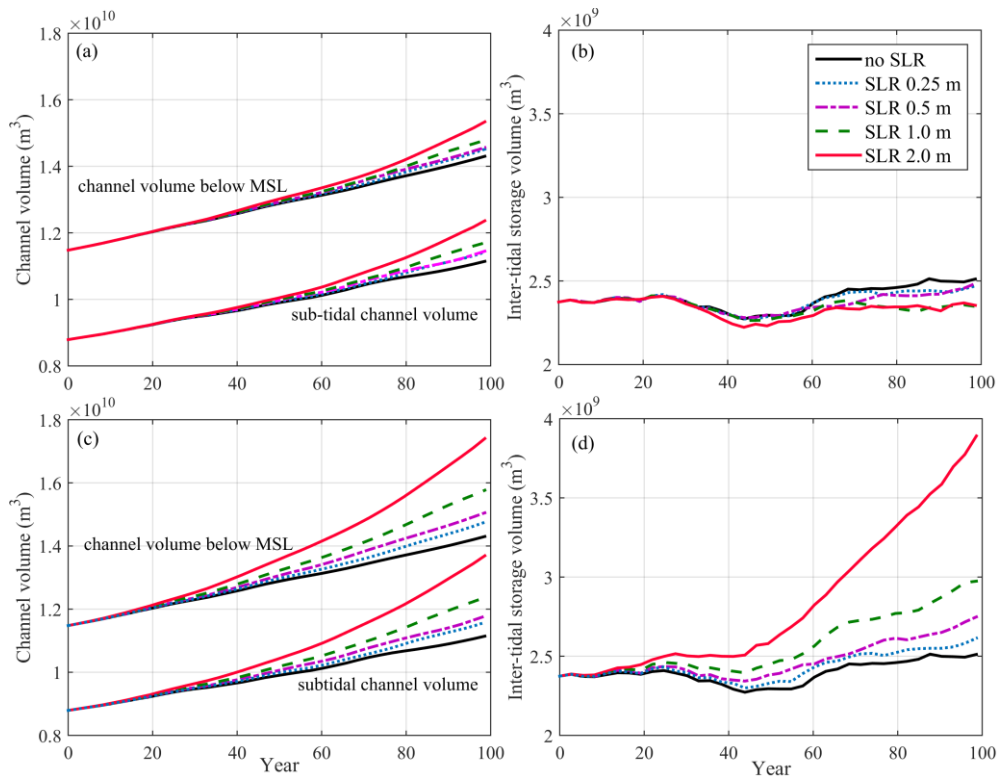 ×10¹⁰
1.8
(a)
1.6
1.4
channel volume below MSL
1.2
1
sub-tidal channel volume
0.8
0 20 40 60 80 100
Channel volume (m³)
×10⁹
4
(b)
no SLR
SLR 0.25 m
SLR 0.5 m
SLR 1.0 m
SLR 2.0 m
3.5
3
2.5
2
0 20 40 60 80 100
Inter-tidal storage volume (m³)
×10¹⁰
1.8
(c)
1.6
1.4
channel volume below MSL
1.2
1
subtidal channel volume
0.8
0 20 40 60 80 100
Year
Channel volume (m³)
×10⁹
4
(d)
3.5
3
2.5
2
0 20 40 60 80 100
Year
Inter-tidal storage volume (m³)